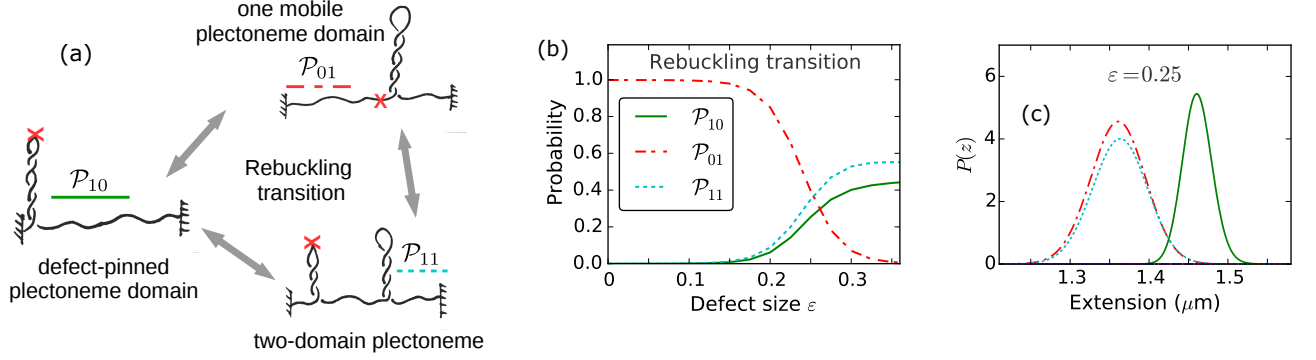 (a)
one mobile
plectoneme domain
𝒫₀₁
𝒫₁₀
Rebuckling
transition
𝒫₁₁
defect-pinned
plectoneme domain
two-domain plectoneme
(b)
Rebuckling transition
Probability
1.0
0.8
0.6
0.4
0.2
0.0
𝒫₁₀
𝒫₀₁
𝒫₁₁
0
0.1
0.2
0.3
Defect size ε
(c)
ε=0.25
P(z)
6
4
2
0
1.3
1.4
1.5
Extension (μm)